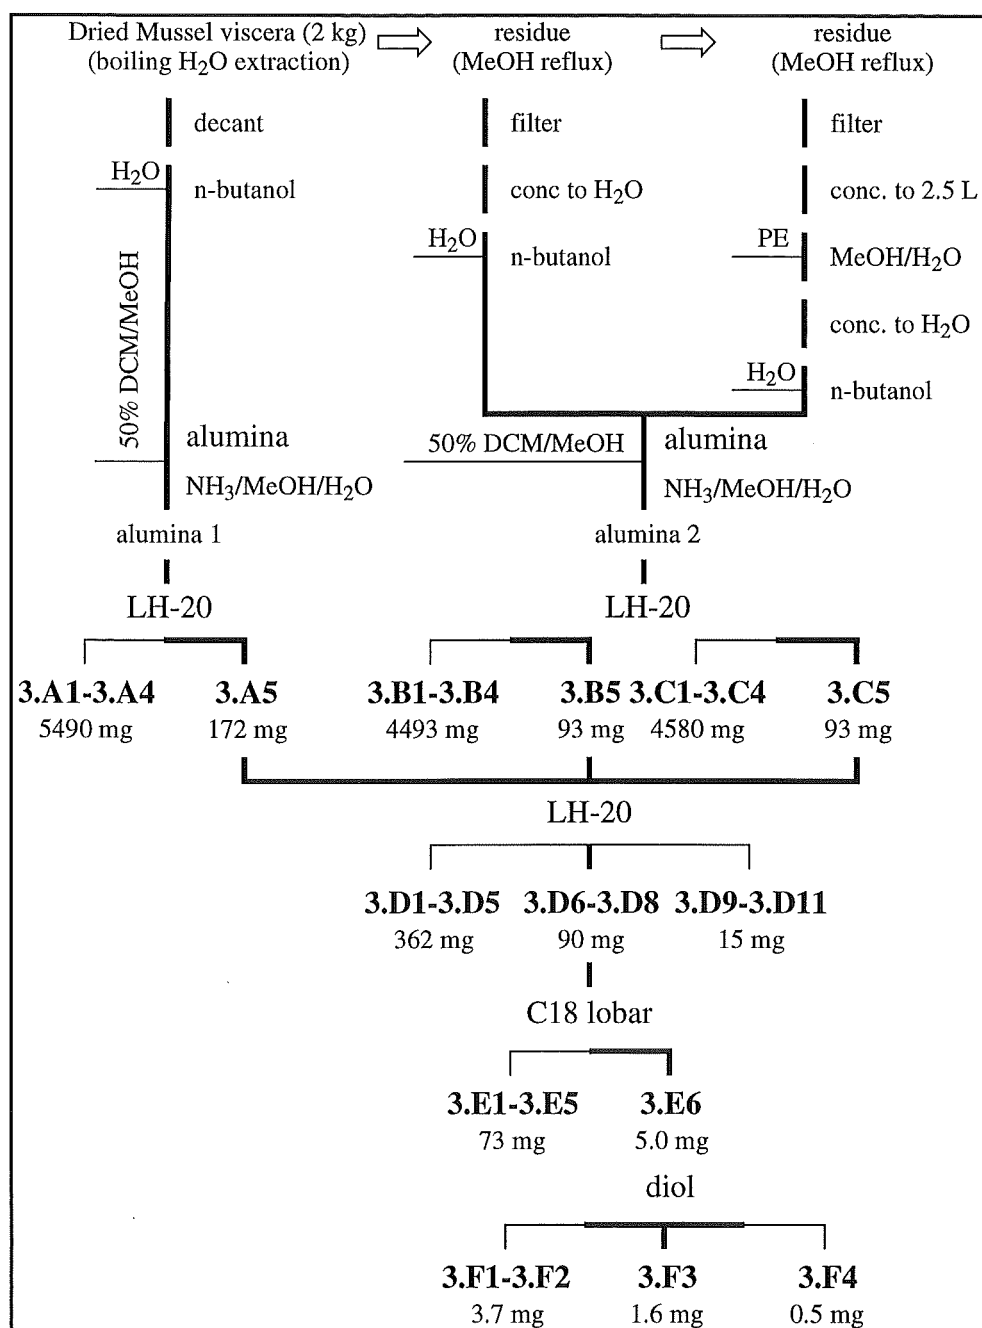 Dried Mussel viscera (2 kg)
(boiling H₂O extraction)
residue
(MeOH reflux)
residue
(MeOH reflux)
decant
filter
filter
H₂O
n-butanol
conc to H₂O
conc. to 2.5 L
H₂O
n-butanol
PE
MeOH/H₂O
50% DCM/MeOH
conc. to H₂O
H₂O
n-butanol
alumina
NH₃/MeOH/H₂O
50% DCM/MeOH
alumina
NH₃/MeOH/H₂O
alumina 1
alumina 2
LH-20
LH-20
3.A1-3.A4
5490 mg
3.A5
172 mg
3.B1-3.B4
4493 mg
3.B5
93 mg
3.C1-3.C4
4580 mg
3.C5
93 mg
LH-20
3.D1-3.D5
362 mg
3.D6-3.D8
90 mg
3.D9-3.D11
15 mg
C18 lobar
3.E1-3.E5
73 mg
3.E6
5.0 mg
diol
3.F1-3.F2
3.7 mg
3.F3
1.6 mg
3.F4
0.5 mg